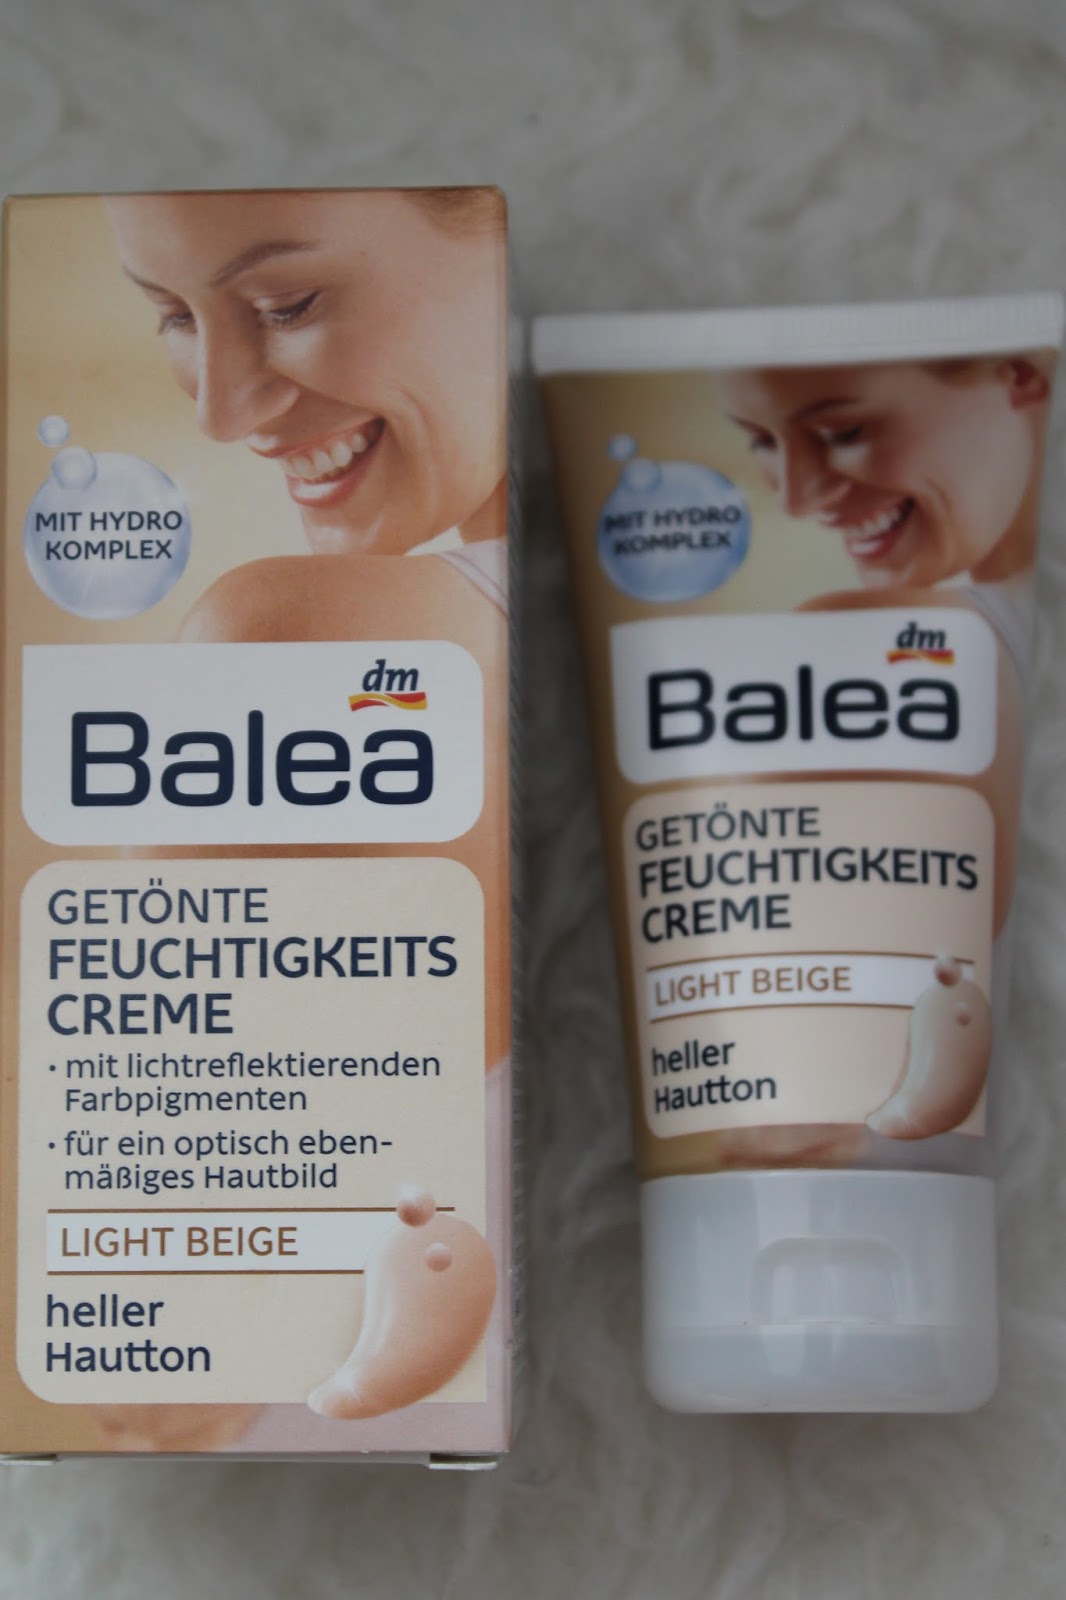 MIT HYDRO
KOMPLEX
dm
Balea
GETÖNTE
FEUCHTIGKEITS
CREME
· mit lichtreflektierenden
Farbpigmenten
· für ein optisch eben-
mäßiges Hautbild
LIGHT BEIGE
heller
Hautton
MIT HYDRO
KOMPLEX
dm
Balea
GETÖNTE
FEUCHTIGKEITS
CREME
LIGHT BEIGE
heller
Hautton